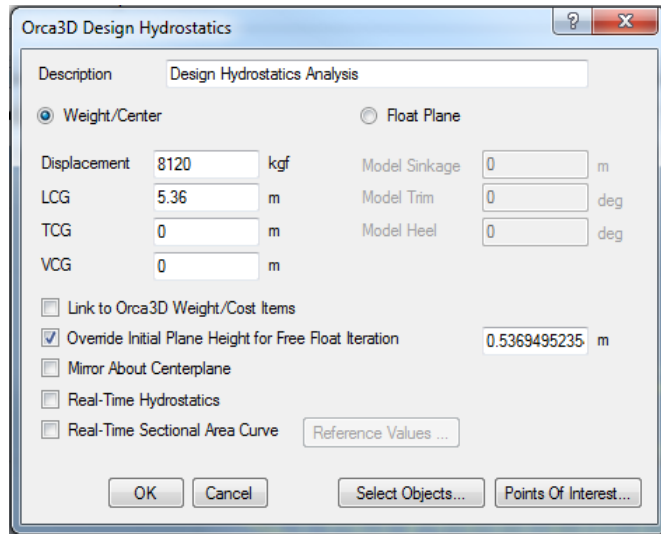 Orca3D Design Hydrostatics
Description Design Hydrostatics Analysis
Weight/Center Float Plane
Displacement 8120 kgf Model Sinkage 0 m
LCG 5.36 m Model Trim 0 deg
TCG 0 m Model Heel 0 deg
VCG 0 m
Link to Orca3D Weight/Cost Items
Override Initial Plane Height for Free Float Iteration 0.5369495235 m
Mirror About Centerplane
Real-Time Hydrostatics
Real-Time Sectional Area Curve Reference Values ...
OK Cancel Select Objects... Points Of Interest...